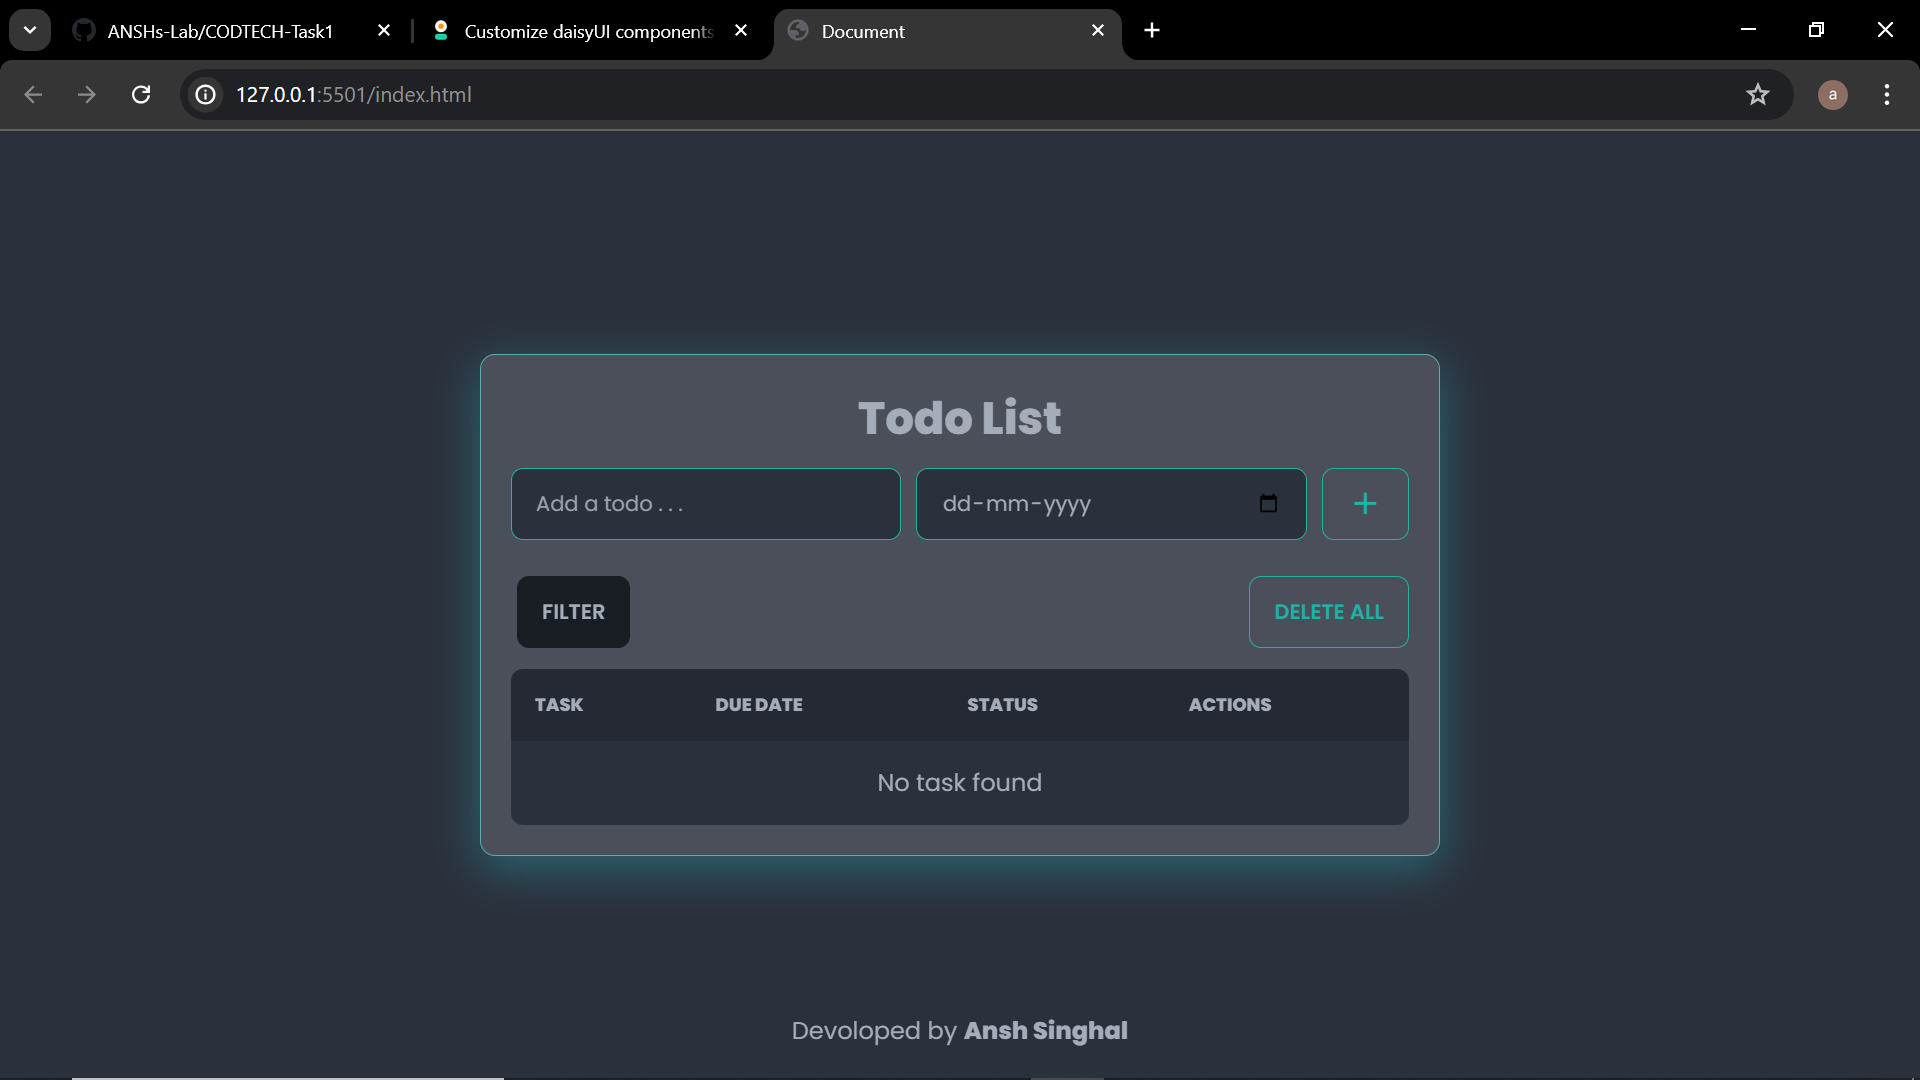 ANSHs-Lab/CODTECH-Task1
Customize daisyUI components
Document
127.0.0.1:5501/index.html
a
Todo List
Add a todo . . .
dd-mm-yyyy
FILTER
DELETE ALL
TASK DUE DATE STATUS ACTIONS
No task found
Devoloped by Ansh Singhal